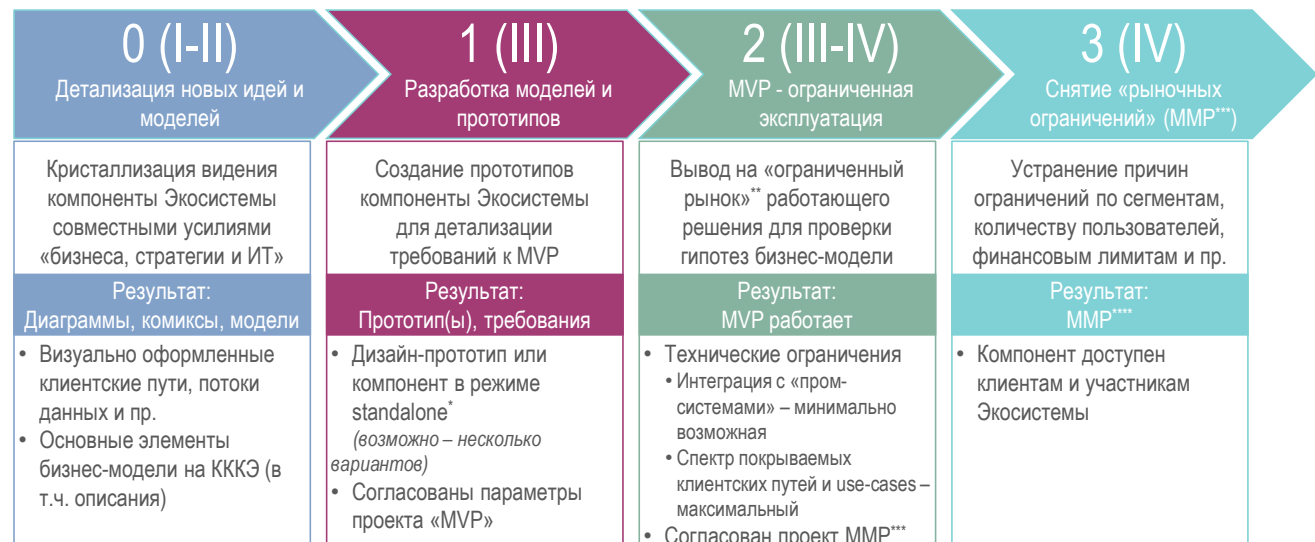 0 (I-II)
Детализация новых идей и
моделей
Кристаллизация видения
компоненты Экосистемы
совместными усилиями
«бизнеса, стратегии и ИТ»
Результат:
Диаграммы, комиксы, модели
• Визуально оформленные
клиентские пути, потоки
данных и пр.
• Основные элементы
бизнес-модели на КККЭ (в
т.ч. описания)
1 (III)
Разработка моделей и
прототипов
Создание прототипов
компоненты Экосистемы
для детализации
требований к MVP
Результат:
Прототип(ы), требования
• Дизайн-прототип или
компонент в режиме
standalone*
(возможно – несколько
вариантов)
• Согласованы параметры
проекта «MVP»
2 (III-IV)
MVP - ограниченная
эксплуатация
Вывод на «ограниченный
рынок»** работающего
решения для проверки
гипотез бизнес-модели
Результат:
MVP работает
• Технические ограничения
• Интеграция с «пром-
системами» – минимально
возможная
• Спектр покрываемых
клиентских путей и use-cases –
максимальный
• Согласован проект MMP***
3 (IV)
Снятие «рыночных
ограничений» (MMP***)
Устранение причин
ограничений по сегментам,
количеству пользователей,
финансовым лимитам и пр.
Результат:
MMP****
• Компонент доступен
клиентам и участникам
Экосистемы